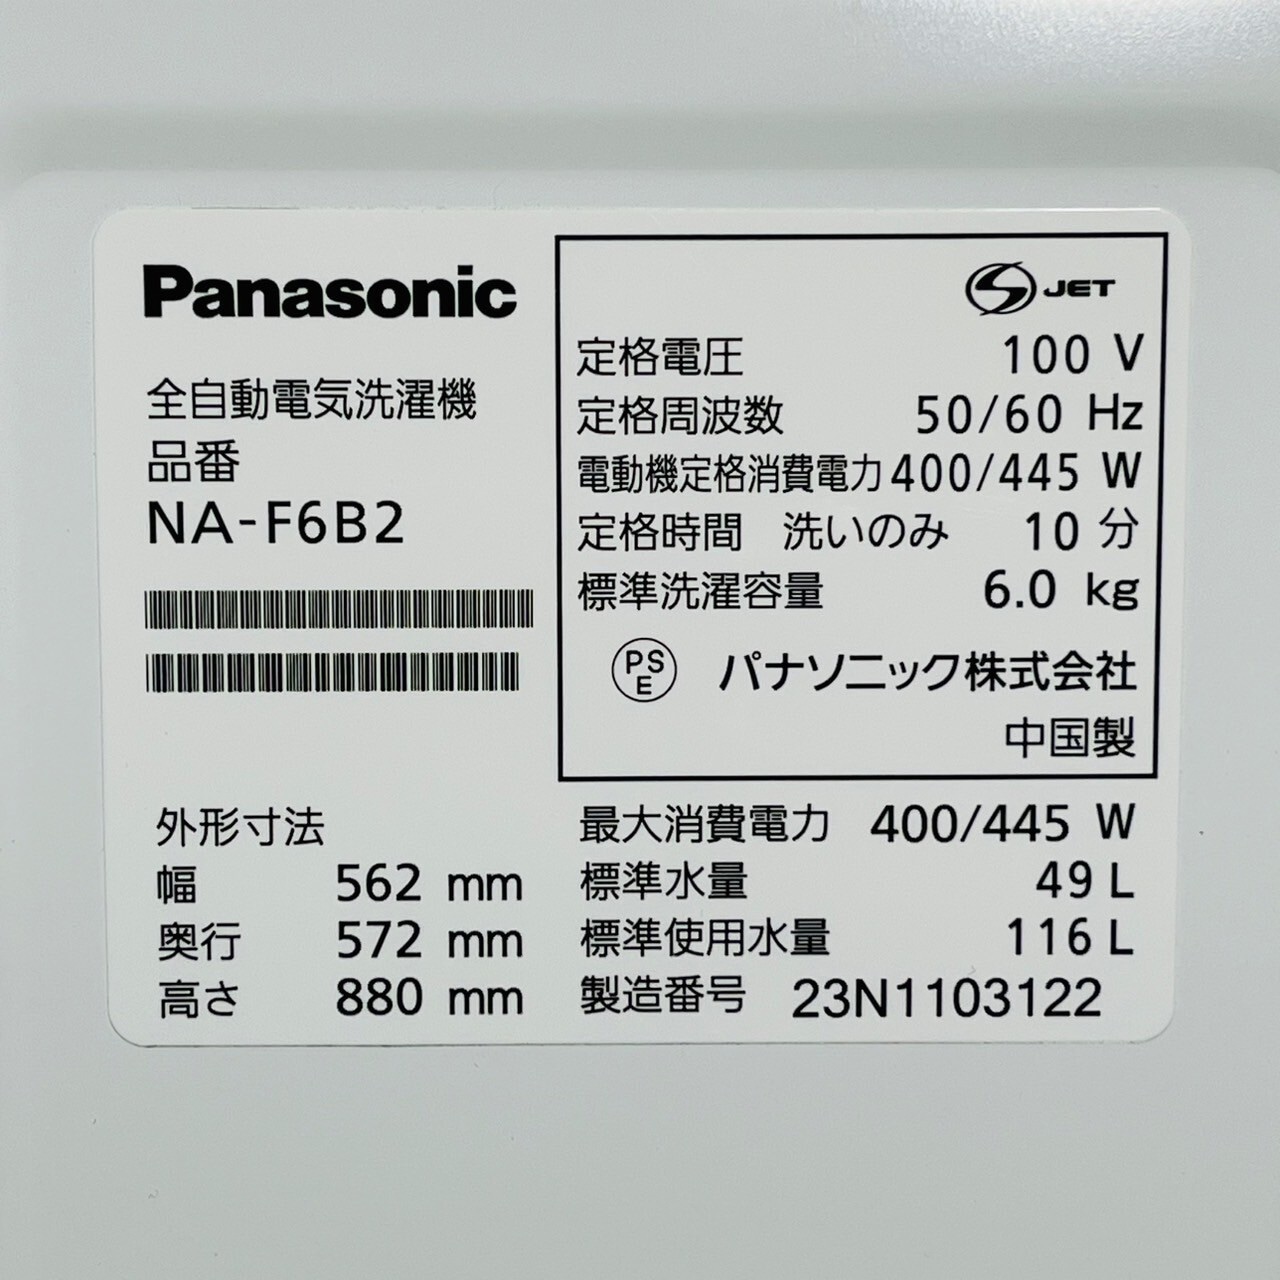 Panasonic
全自動電気洗濯機
品番
NA-F6B2
JET
定格電圧 100 V
定格周波数 50/60 Hz
電動機定格消費電力 400/445 W
定格時間 洗いのみ 10 分
標準洗濯容量 6.0 kg
PSE パナソニック株式会社
中国製
外形寸法
幅 562 mm
奥行 572 mm
高さ 880 mm
最大消費電力 400/445 W
標準水量 49 L
標準使用水量 116 L
製造番号 23N1103122